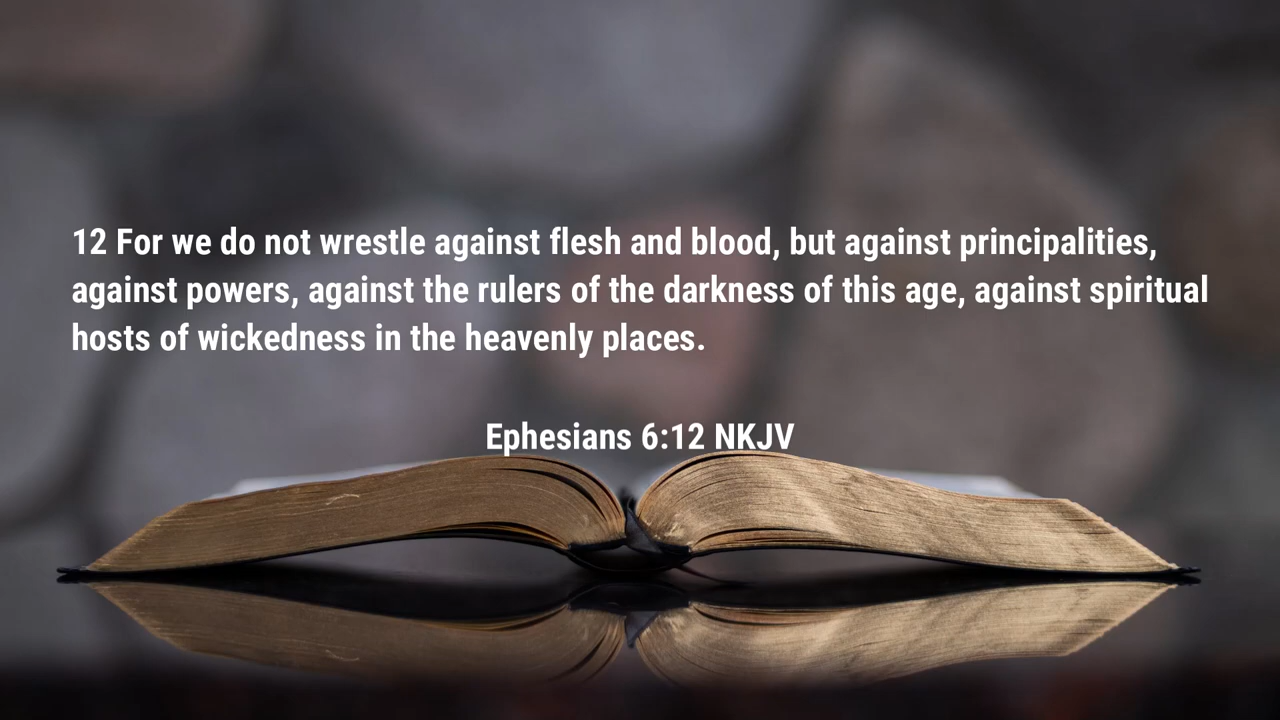 12 For we do not wrestle against flesh and blood, but against principalities,
against powers, against the rulers of the darkness of this age, against spiritual
hosts of wickedness in the heavenly places.
Ephesians 6:12 NKJV